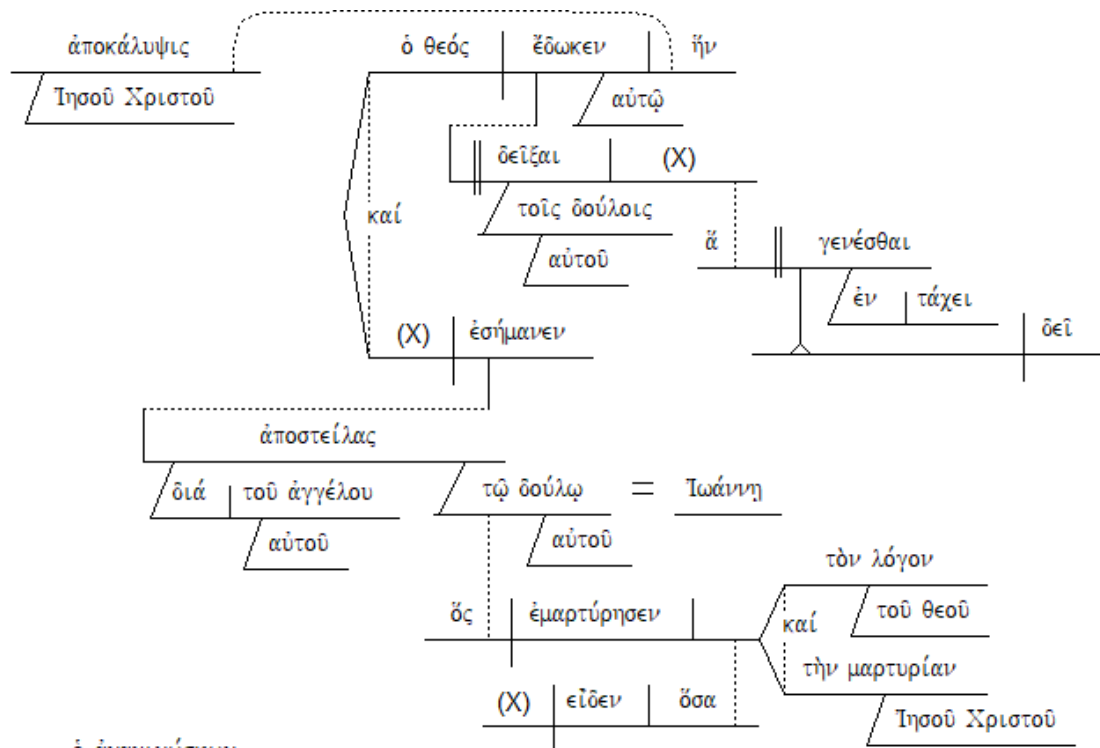 ἀποκάλυψις ὁ θεός ἔδωκεν ἥν
Ἰησοῦ Χριστοῦ αὐτῷ
δεῖξαι (X)
καί τοῖς δούλοις
ἅ γενέσθαι
αὐτοῦ
ἐν τάχει
(X) ἐσήμανεν δεῖ
ἀποστείλας
διά τοῦ ἀγγέλου τῷ δούλῳ = Ἰωάννῃ
αὐτοῦ αὐτοῦ
τὸν λόγον
ὅς ἐμαρτύρησεν καί τοῦ θεοῦ
τὴν μαρτυρίαν
(X) εἶδεν ὅσα
Ἰησοῦ Χριστοῦ